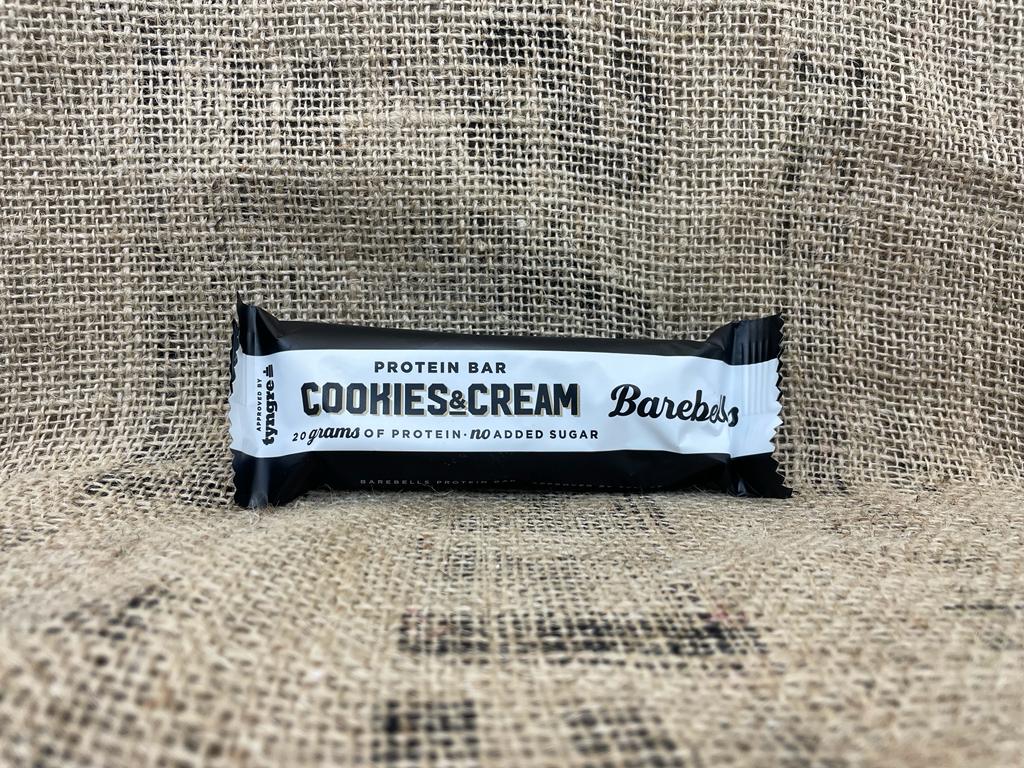 APPROVED BY
tyngre
PROTEIN BAR
COOKIES&CREAM
20 grams OF PROTEIN · no ADDED SUGAR
Barebells
BAREBELLS PROTEIN BAR